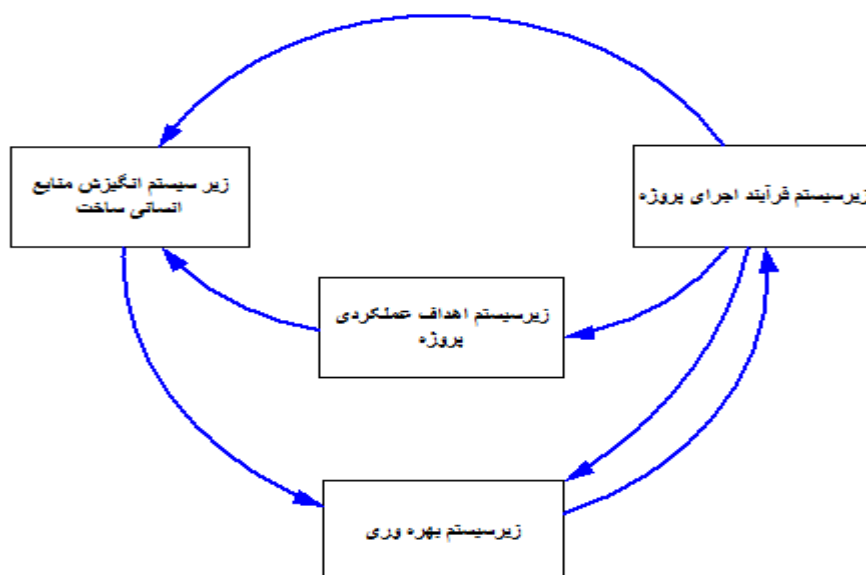 زیرسیستم فرآیند اجرای پروژه
زیر سیستم انگیزش منابع
انسانی ساخت
زیرسیستم اهداف عملکردی
پروژه
زیرسیستم بهره وری